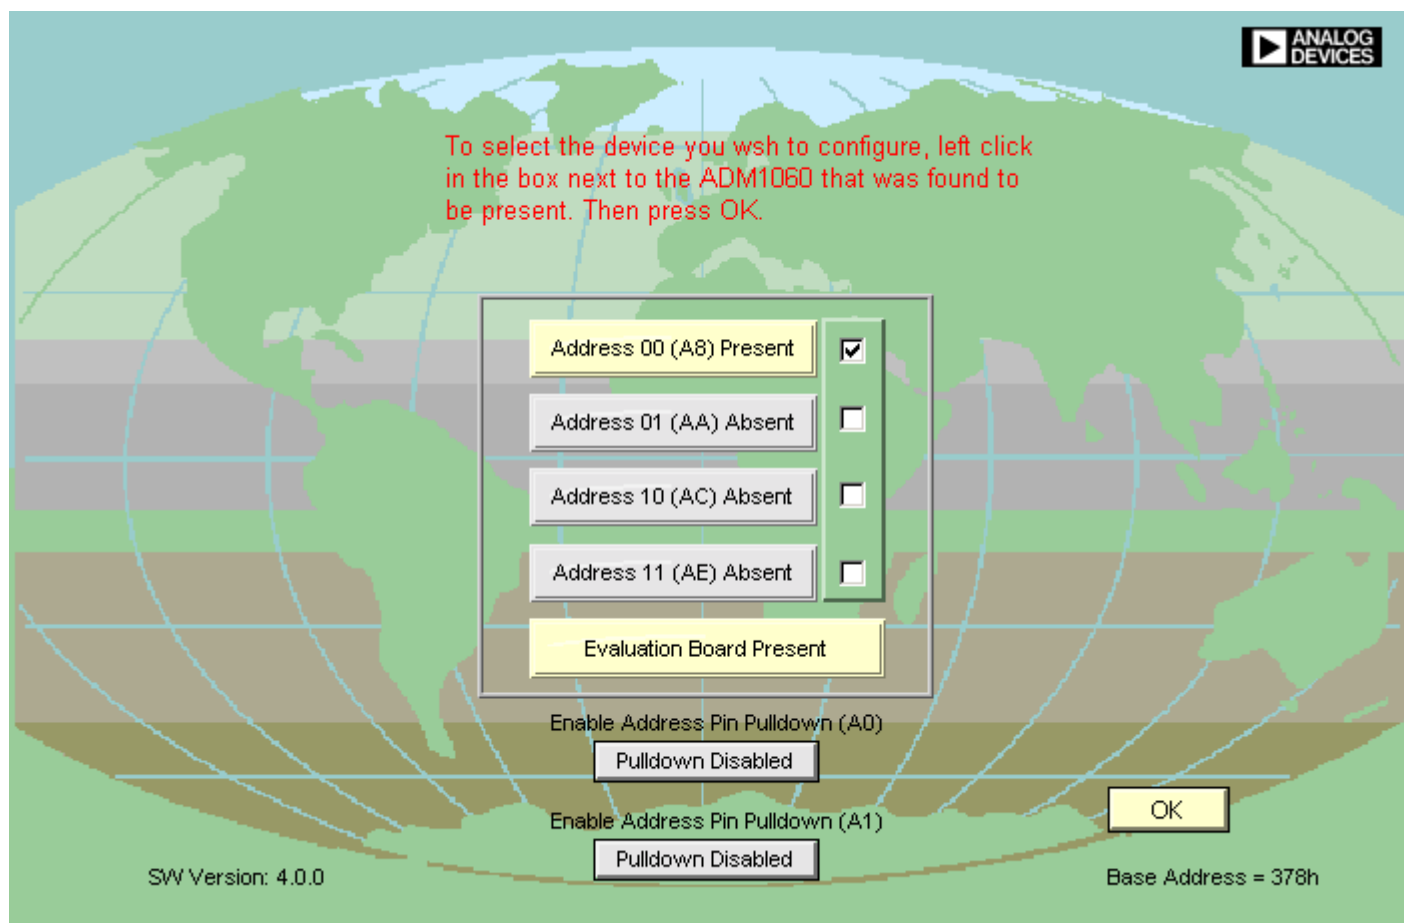 ANALOG
DEVICES
To select the device you wsh to configure, left click
in the box next to the ADM1060 that was found to
be present. Then press OK.
Address 00 (A8) Present
Address 01 (AA) Absent
Address 10 (AC) Absent
Address 11 (AE) Absent
Evaluation Board Present
Enable Address Pin Pulldown (A0)
Pulldown Disabled
OK
Enable Address Pin Pulldown (A1)
Pulldown Disabled
SW Version: 4.0.0
Base Address = 378h